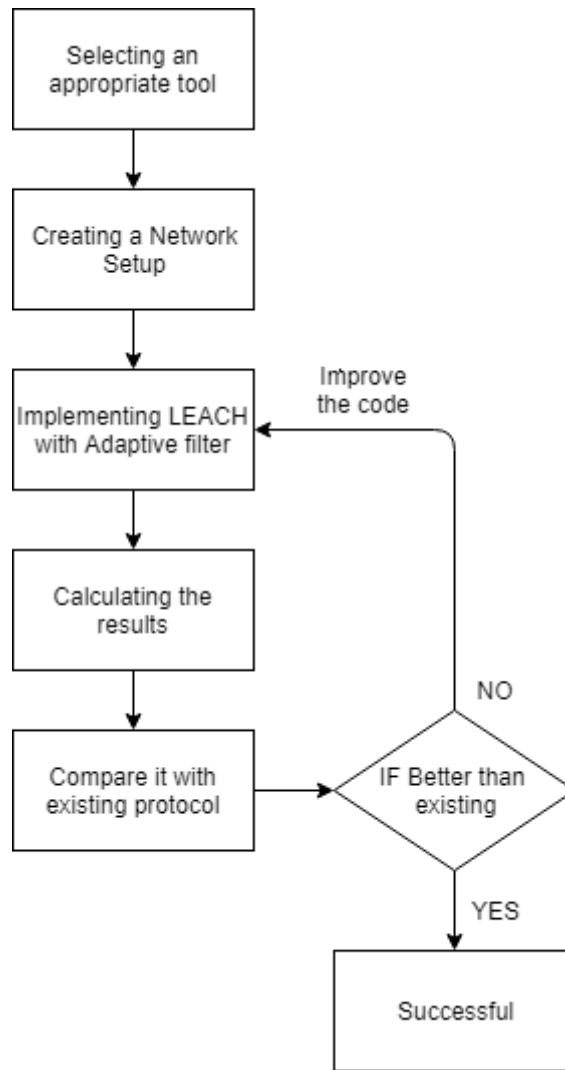 Selecting an
appropriate tool
Creating a Network
Setup
Implementing LEACH
with Adaptive filter
Improve
the code
Calculating the
results
Compare it with
existing protocol
IF Better than
existing
NO
YES
Successful